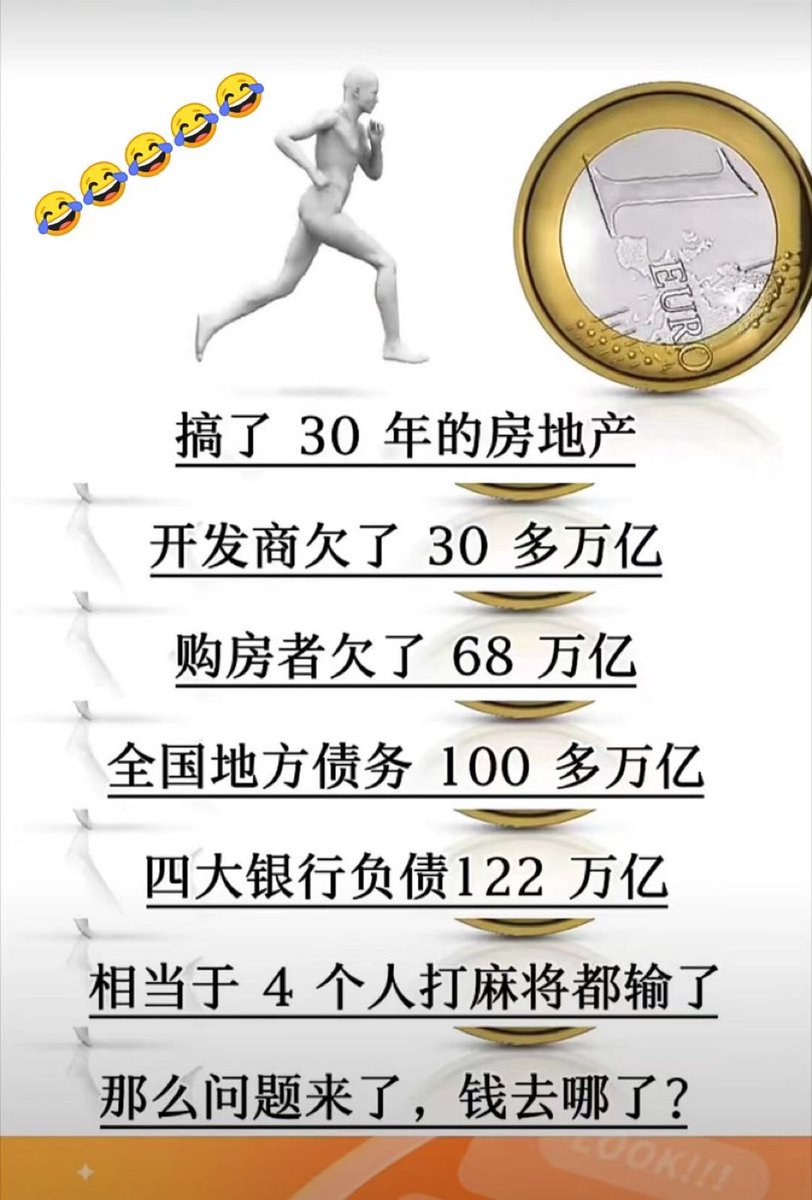 1
EURO
搞了 30 年的房地产
开发商欠了 30 多万亿
购房者欠了 68 万亿
全国地方债务 100 多万亿
四大银行负债122 万亿
相当于 4 个人打麻将都输了
那么问题来了，钱去哪了？
LOOK!!!